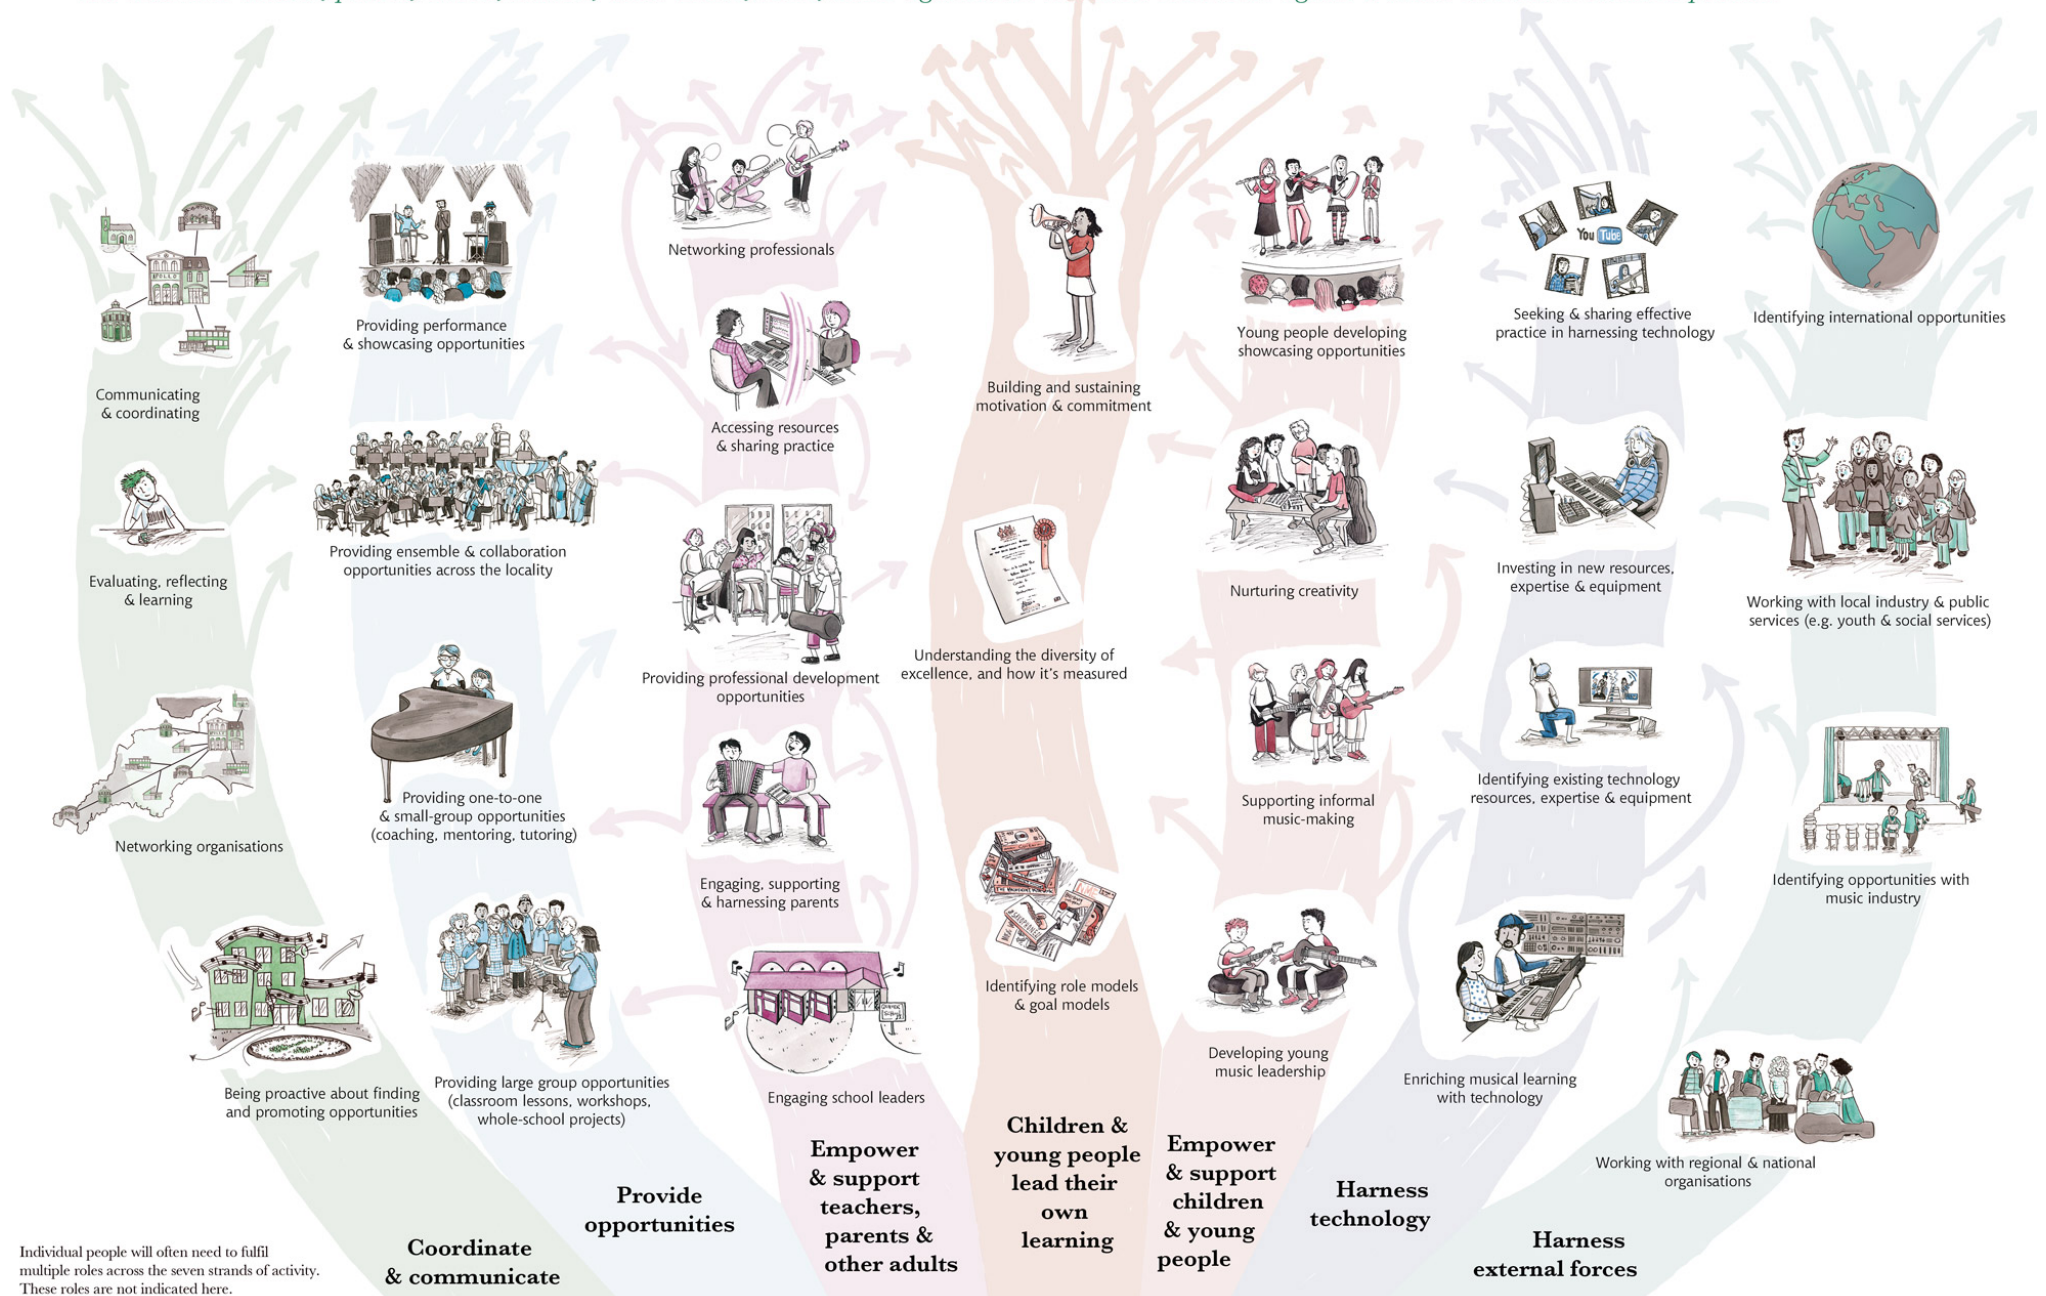 Communicating
& coordinating
Evaluating, reflecting
& learning
Networking organisations
Being proactive about finding
and promoting opportunities
Coordinate
& communicate
Providing performance
& showcasing opportunities
Providing ensemble & collaboration
opportunities across the locality
Providing one-to-one
& small-group opportunities
(coaching, mentoring, tutoring)
Providing large group opportunities
(classroom lessons, workshops,
whole-school projects)
Provide
opportunities
Networking professionals
Accessing resources
& sharing practice
Providing professional development
opportunities
Engaging, supporting
& harnessing parents
Engaging school leaders
Empower
& support
teachers,
parents &
other adults
Building and sustaining
motivation & commitment
Understanding the diversity of
excellence, and how it's measured
Identifying role models
& goal models
Children &
young people
lead their
own
learning
Young people developing
showcasing opportunities
Nurturing creativity
Supporting informal
music-making
Developing young
music leadership
Empower
& support
children
& young
people
You Tube
Seeking & sharing effective
practice in harnessing technology
Investing in new resources,
expertise & equipment
Identifying existing technology
resources, expertise & equipment
Enriching musical learning
with technology
Harness
technology
Identifying international opportunities
Working with local industry & public
services (e.g. youth & social services)
Identifying opportunities with
music industry
Working with regional & national
organisations
Harness
external forces
Individual people will often need to fulfil
multiple roles across the seven strands of activity.
These roles are not indicated here.